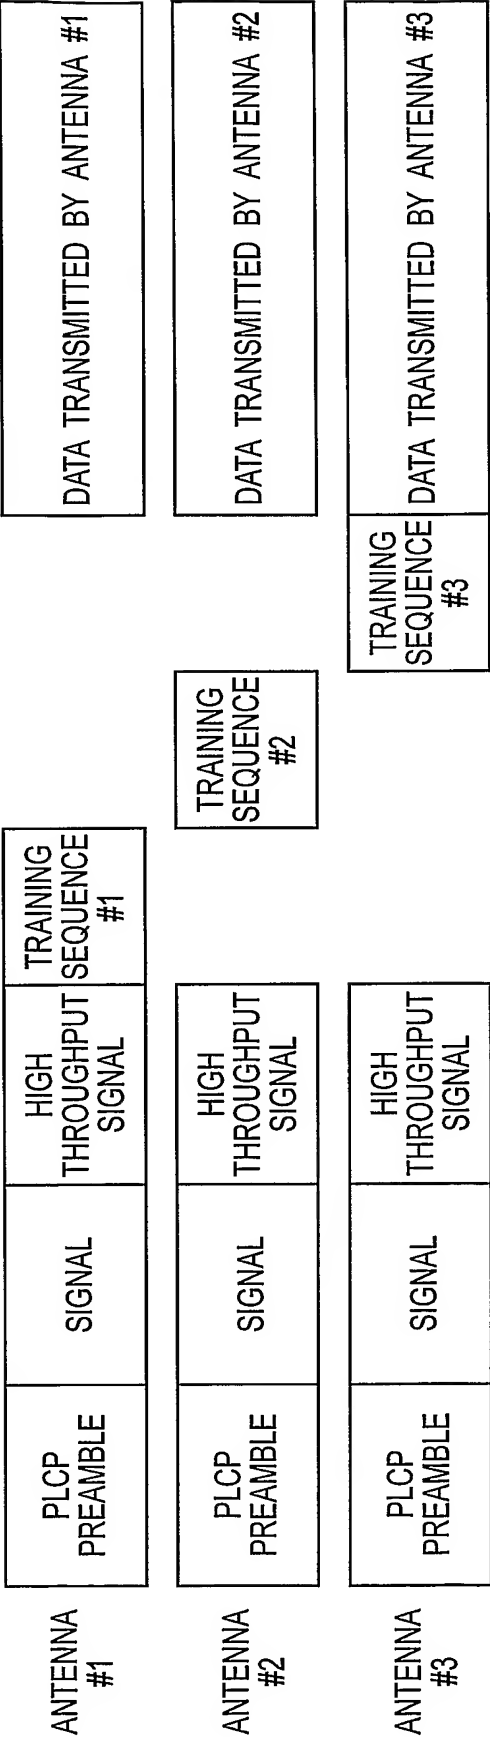 ANTENNA
#1
PLCP
PREAMBLE
SIGNAL
HIGH
THROUGHPUT
SIGNAL
TRAINING
SEQUENCE
#1
DATA TRANSMITTED BY ANTENNA #1
ANTENNA
#2
PLCP
PREAMBLE
SIGNAL
HIGH
THROUGHPUT
SIGNAL
TRAINING
SEQUENCE
#2
DATA TRANSMITTED BY ANTENNA #2
ANTENNA
#3
PLCP
PREAMBLE
SIGNAL
HIGH
THROUGHPUT
SIGNAL
TRAINING
SEQUENCE
#3
DATA TRANSMITTED BY ANTENNA #3